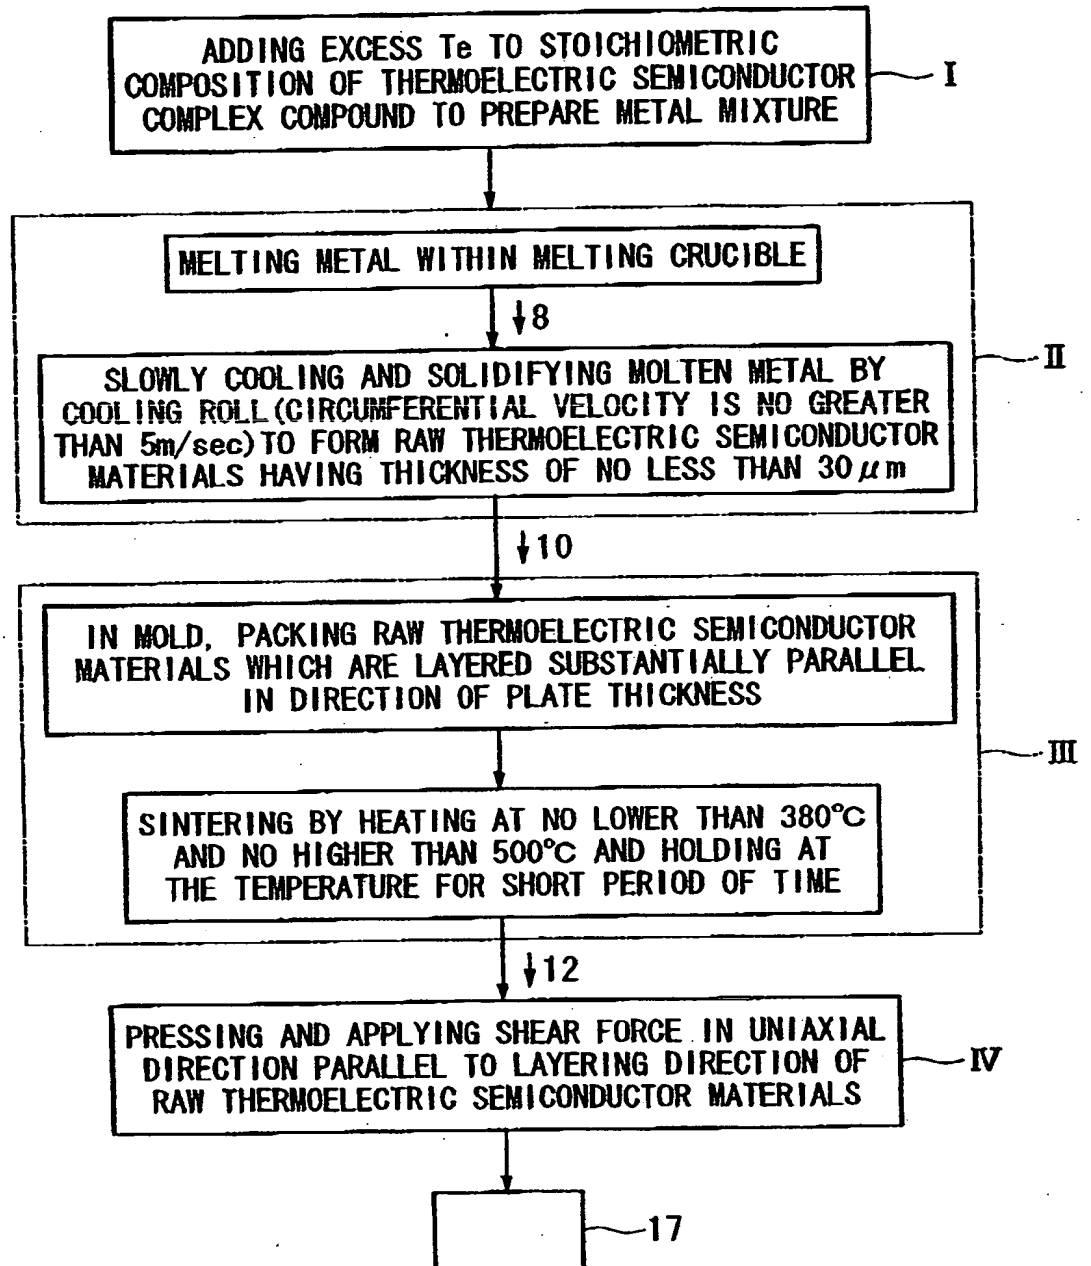 ADDING EXCESS Te TO STOICHIOMETRIC
COMPOSITION OF THERMOELECTRIC SEMICONDUCTOR
COMPLEX COMPOUND TO PREPARE METAL MIXTURE
I
MELTING METAL WITHIN MELTING CRUCIBLE
↓8
SLOWLY COOLING AND SOLIDIFYING MOLTEN METAL BY
COOLING ROLL(CIRCUMFERENTIAL VELOCITY IS NO GREATER
THAN 5m/sec)TO FORM RAW THERMOELECTRIC SEMICONDUCTOR
MATERIALS HAVING THICKNESS OF NO LESS THAN 30μm
II
↓10
IN MOLD, PACKING RAW THERMOELECTRIC SEMICONDUCTOR
MATERIALS WHICH ARE LAYERED SUBSTANTIALLY PARALLEL
IN DIRECTION OF PLATE THICKNESS
III
SINTERING BY HEATING AT NO LOWER THAN 380°C
AND NO HIGHER THAN 500°C AND HOLDING AT
THE TEMPERATURE FOR SHORT PERIOD OF TIME
↓12
PRESSING AND APPLYING SHEAR FORCE IN UNIAXIAL
DIRECTION PARALLEL TO LAYERING DIRECTION OF
RAW THERMOELECTRIC SEMICONDUCTOR MATERIALS
IV
17